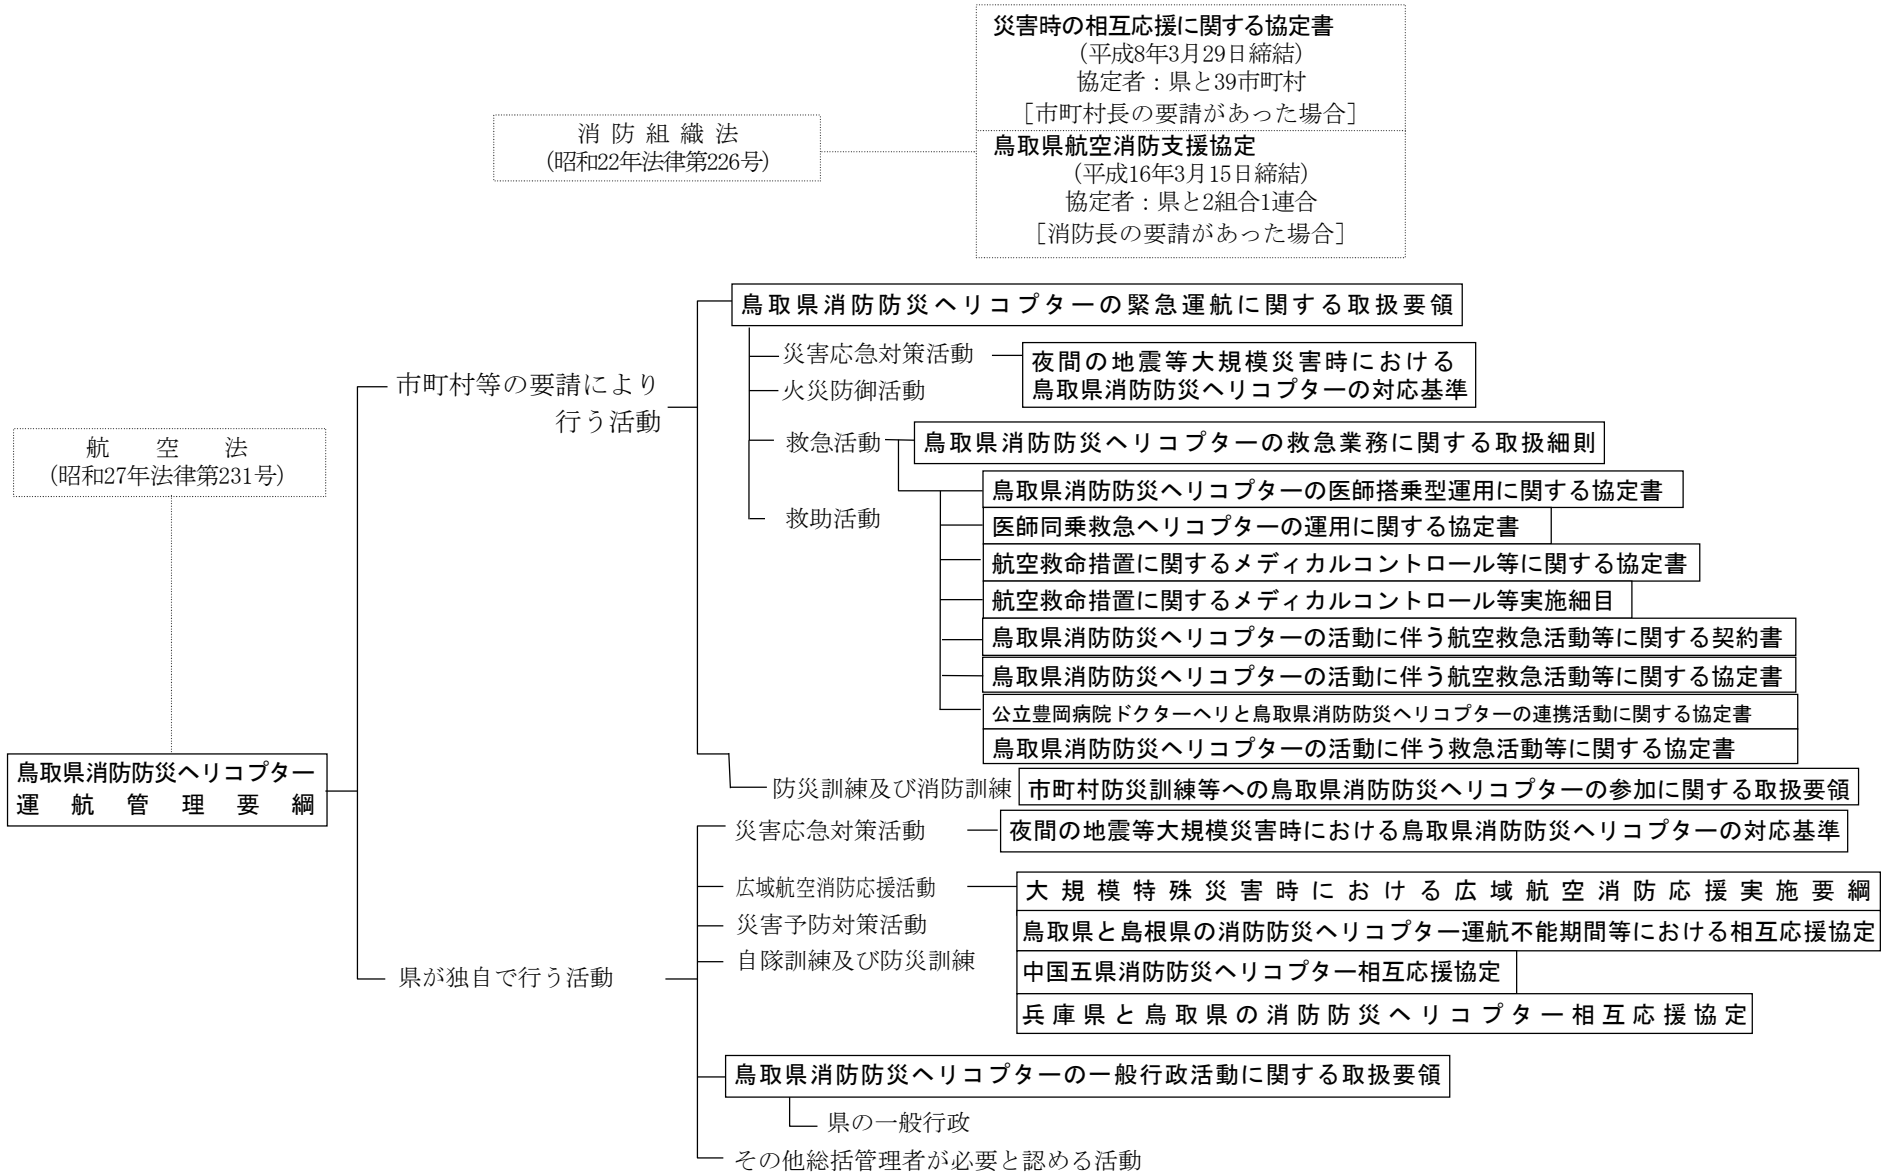 災害時の相互応援に関する協定書
（平成8年3月29日締結）
協定者：県と39市町村
［市町村長の要請があった場合］
消防組織法
（昭和22年法律第226号）
鳥取県航空消防支援協定
（平成16年3月15日締結）
協定者：県と2組合1連合
［消防長の要請があった場合］
鳥取県消防防災ヘリコプターの緊急運航に関する取扱要領
災害応急対策活動
夜間の地震等大規模災害時における
鳥取県消防防災ヘリコプターの対応基準
火災防御活動
市町村等の要請により
行う活動
航空法
（昭和27年法律第231号）
救急活動
鳥取県消防防災ヘリコプターの救急業務に関する取扱細則
鳥取県消防防災ヘリコプターの医師搭乗型運用に関する協定書
救助活動
医師同乗救急ヘリコプターの運用に関する協定書
航空救命措置に関するメディカルコントロール等に関する協定書
航空救命措置に関するメディカルコントロール等実施細目
鳥取県消防防災ヘリコプターの活動に伴う航空救急活動等に関する契約書
鳥取県消防防災ヘリコプターの活動に伴う航空救急活動等に関する協定書
公立豊岡病院ドクターヘリと鳥取県消防防災ヘリコプターの連携活動に関する協定書
鳥取県消防防災ヘリコプターの活動に伴う救急活動等に関する協定書
鳥取県消防防災ヘリコプター
運航管理要綱
防災訓練及び消防訓練
市町村防災訓練等への鳥取県消防防災ヘリコプターの参加に関する取扱要領
災害応急対策活動
夜間の地震等大規模災害時における鳥取県消防防災ヘリコプターの対応基準
広域航空消防応援活動
大規模特殊災害時における広域航空消防応援実施要綱
災害予防対策活動
鳥取県と島根県の消防防災ヘリコプター運航不能期間等における相互応援協定
自隊訓練及び防災訓練
中国五県消防防災ヘリコプター相互応援協定
県が独自で行う活動
兵庫県と鳥取県の消防防災ヘリコプター相互応援協定
鳥取県消防防災ヘリコプターの一般行政活動に関する取扱要領
県の一般行政
その他総括管理者が必要と認める活動